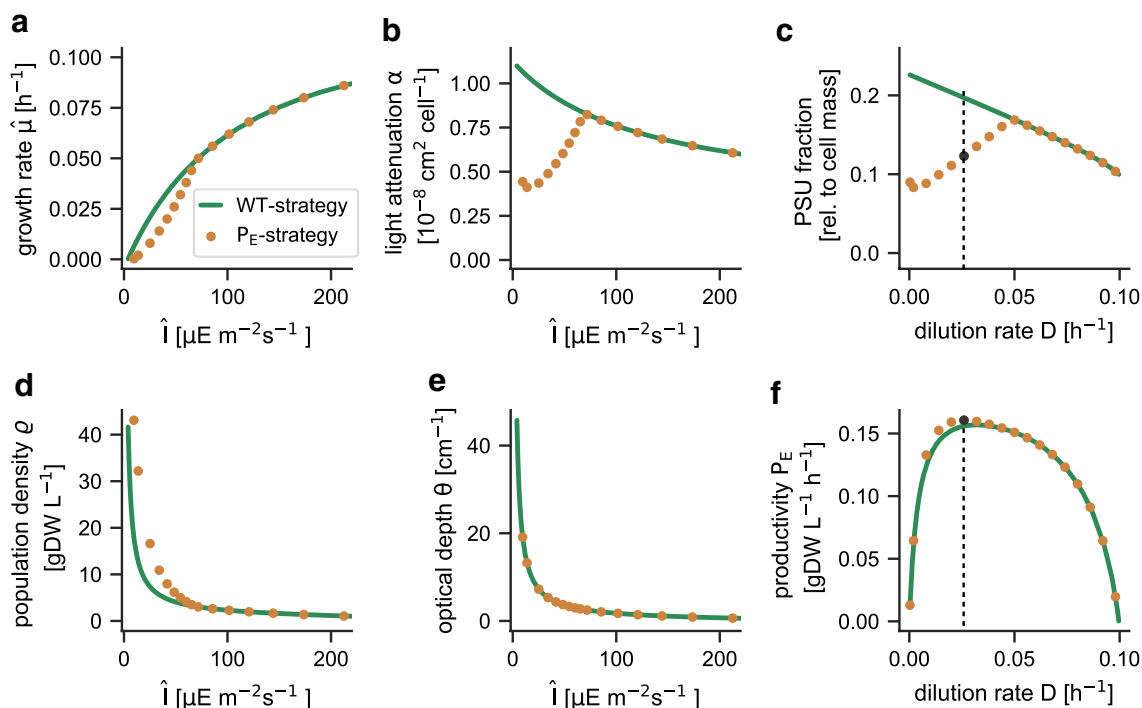 a
growth rate μ̂ [h⁻¹]
0.100
0.075
0.050
0.025
0.000
WT-strategy
P_E-strategy
0 100 200
Î [μE m⁻²s⁻¹ ]
b
light attenuation α
[10⁻⁸ cm² cell⁻¹]
1.00
0.75
0.50
0.25
0.00
0 100 200
Î [μE m⁻²s⁻¹ ]
c
PSU fraction
[rel. to cell mass]
0.2
0.1
0.0
0.00 0.05 0.10
dilution rate D [h⁻¹]
d
population density ϱ
[gDW L⁻¹]
40
30
20
10
0
0 100 200
Î [μE m⁻²s⁻¹ ]
e
optical depth θ [cm⁻¹]
40
20
0
0 100 200
Î [μE m⁻²s⁻¹ ]
f
productivity P_E
[gDW L⁻¹ h⁻¹]
0.15
0.10
0.05
0.00
0.00 0.05 0.10
dilution rate D [h⁻¹]